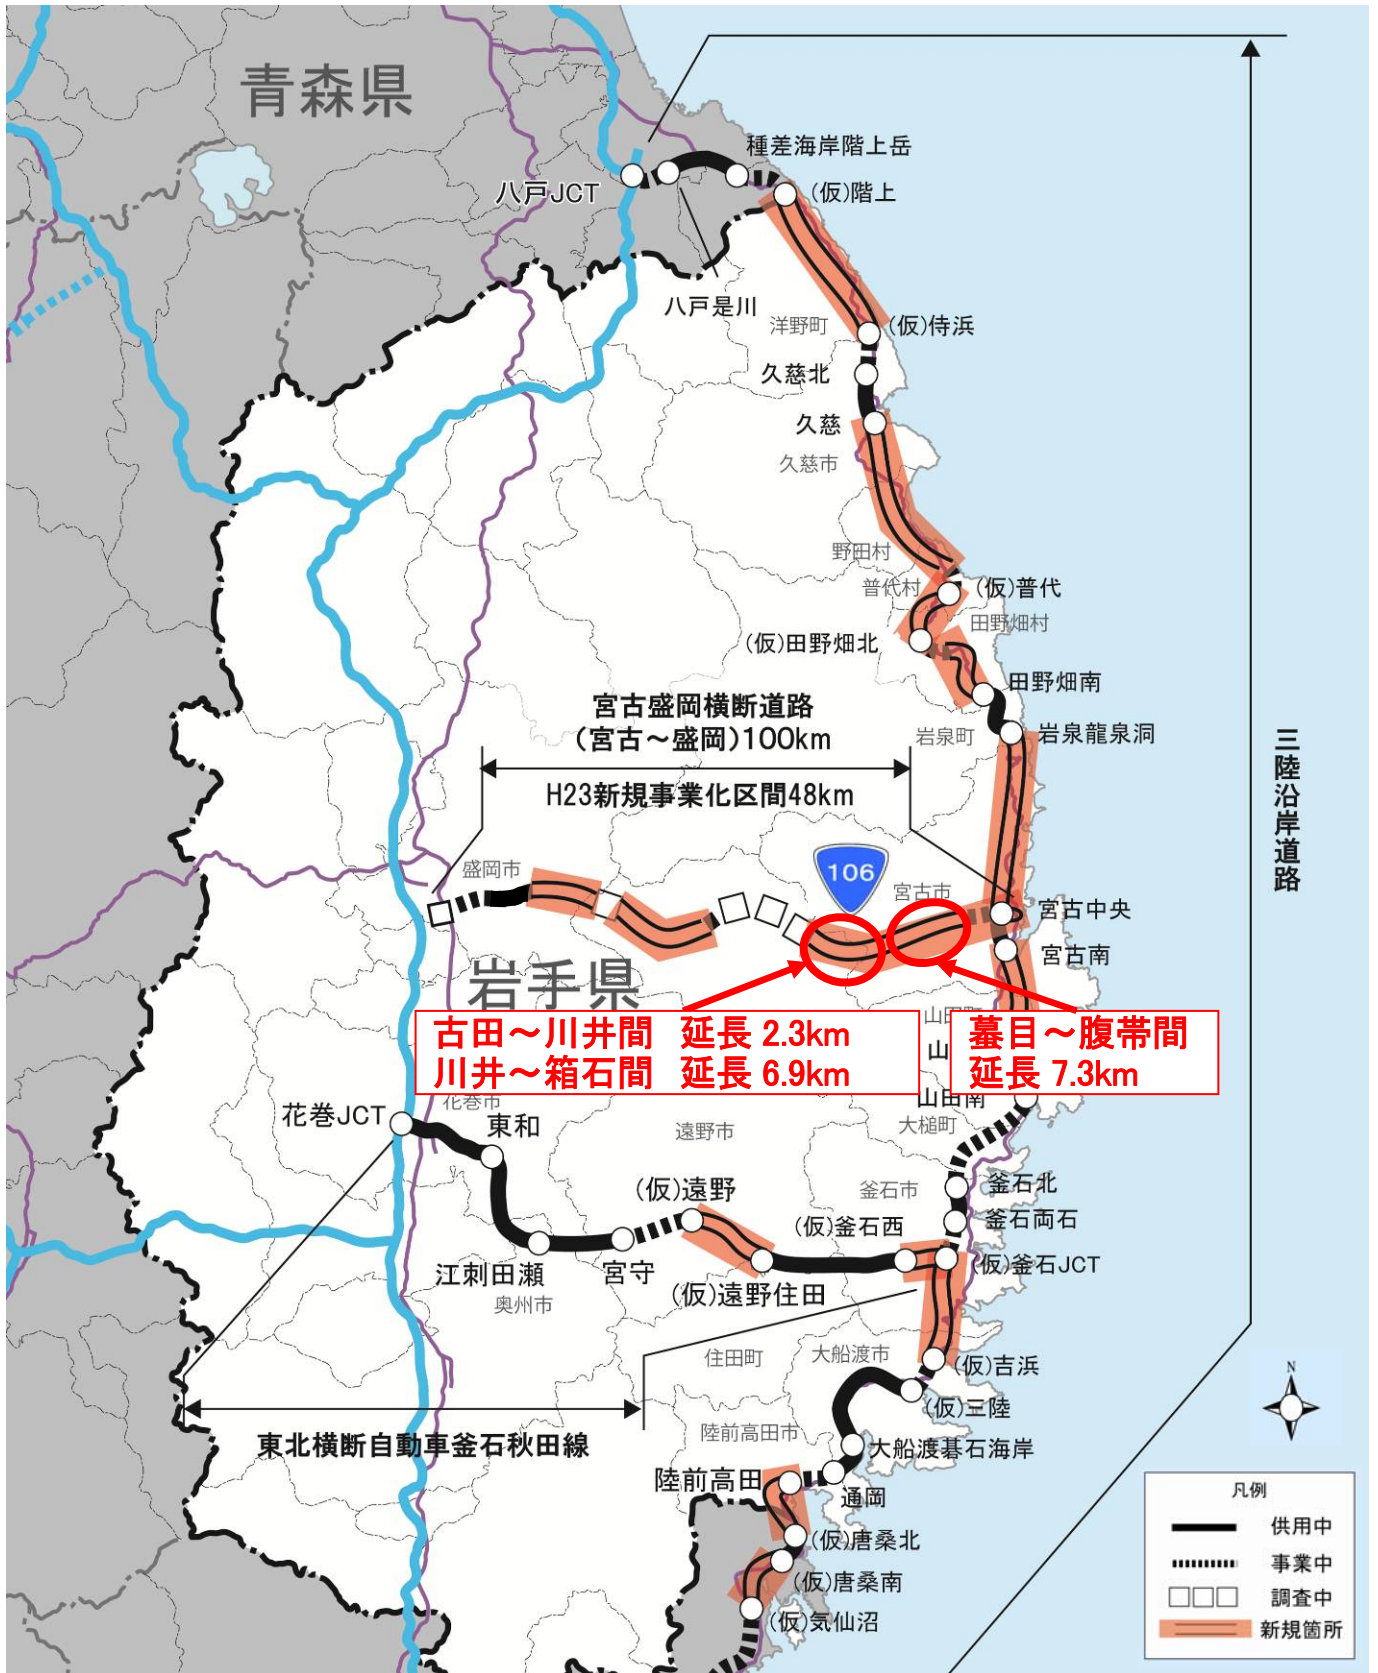 青森県
種差海岸階上岳
八戸JCT
(仮)階上
八戸是川
洋野町
(仮)侍浜
久慈北
久慈
久慈市
野田村
普代村
(仮)普代
田野畑村
(仮)田野畑北
田野畑南
宮古盛岡横断道路
(宮古～盛岡)100km
岩泉町
岩泉龍泉洞
H23新規事業化区間48km
三陸沿岸道路
盛岡市
106
宮古市
宮古中央
宮古南
岩手県
山田町
古田～川井間 延長 2.3km
川井～箱石間 延長 6.9km
蟇目～腹帯間
延長 7.3km
山
山田南
花巻市
花巻JCT
東和
遠野市
大槌町
(仮)遠野
釜石市
釜石北
(仮)釜石西
釜石両石
江刺田瀬
宮守
(仮)釜石JCT
奥州市
(仮)遠野住田
住田町
大船渡市
(仮)吉浜
(仮)三陸
東北横断自動車釜石秋田線
陸前高田市
大船渡碁石海岸
陸前高田
通岡
(仮)唐桑北
(仮)唐桑南
(仮)気仙沼
N
凡例
供用中
事業中
調査中
新規箇所